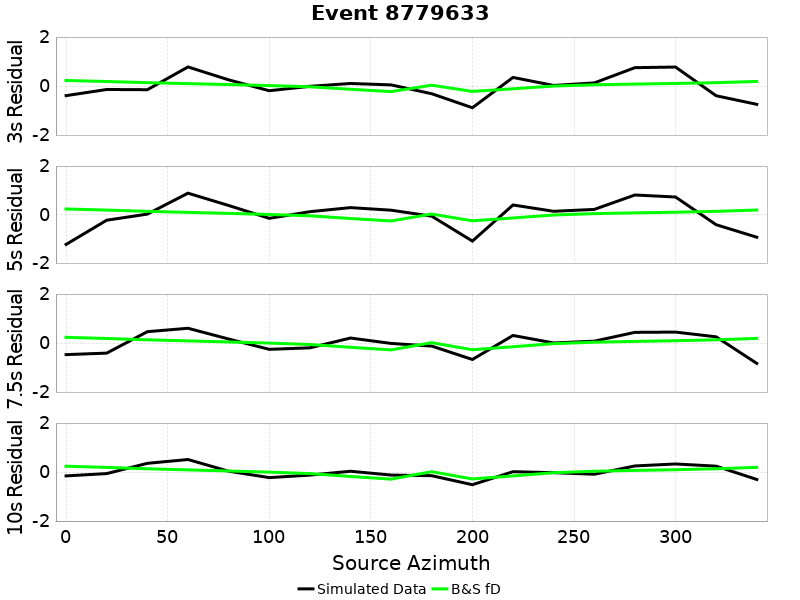 Event 8779633
3s Residual
2
0
-2
5s Residual
2
0
-2
7.5s Residual
2
0
-2
10s Residual
2
0
-2
0 50 100 150 200 250 300
Source Azimuth
Simulated Data B&S fD